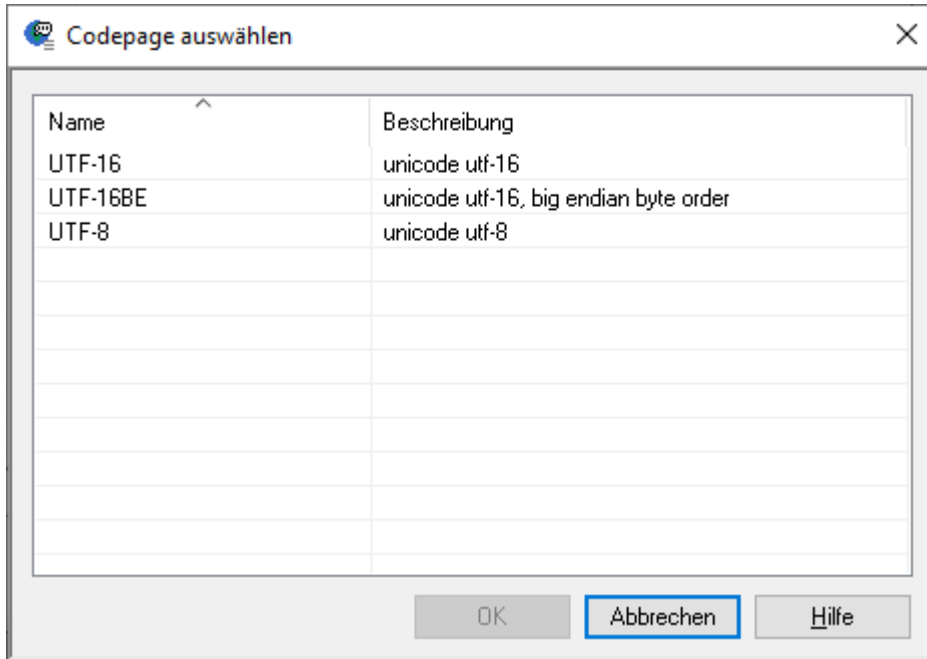 Codepage auswählen
Name Beschreibung
UTF-16 unicode utf-16
UTF-16BE unicode utf-16, big endian byte order
UTF-8 unicode utf-8
OK Abbrechen Hilfe